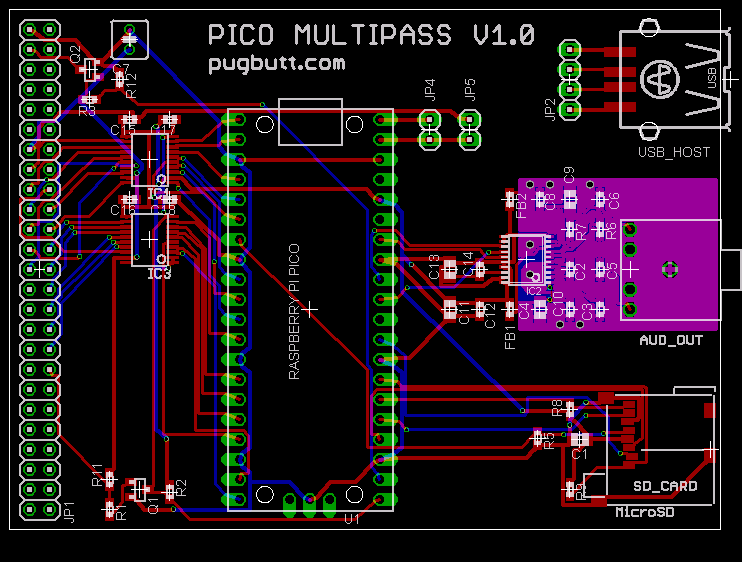 PICO MULTIPASS V1.0
pugbutt.com
Q2
C7
R12
R3
JP4
JP5
JP2
USB
USB_HOST
C15
C17
IC1
C16
C18
IC3
RASPBERRY PI PICO
FB2
C8
C9
C6
R7
R6
C13
C14
IC2
C2
C5
C11
C12
FB1
C4
C10
C3
AUD_OUT
R8
R5
C1
R9
SD_CARD
MicroSD
R11
R1
Q1
R2
JP1
U1